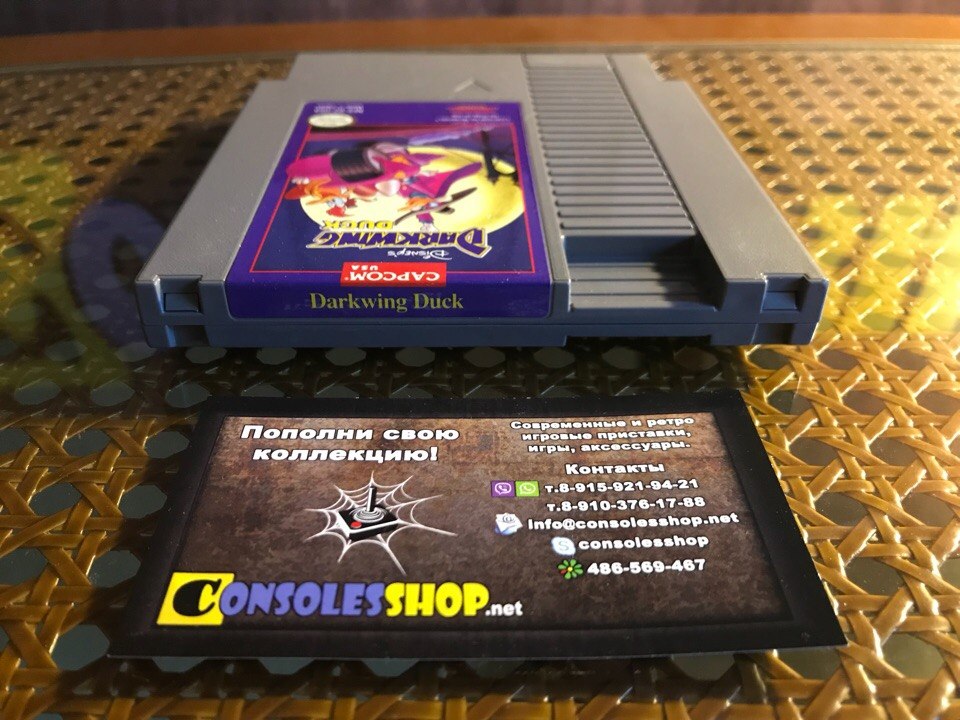 DISNEY'S
DARKWING
DUCK
CAPCOM
USA
Darkwing Duck
Пополни свою
коллекцию!
Современные и ретро
игровые приставки,
игры, аксессуары.
Контакты
т.8-915-921-94-21
т.8-910-376-17-88
info@consolesshop.net
consolesshop
486-569-467
CONSOLESSHOP.net